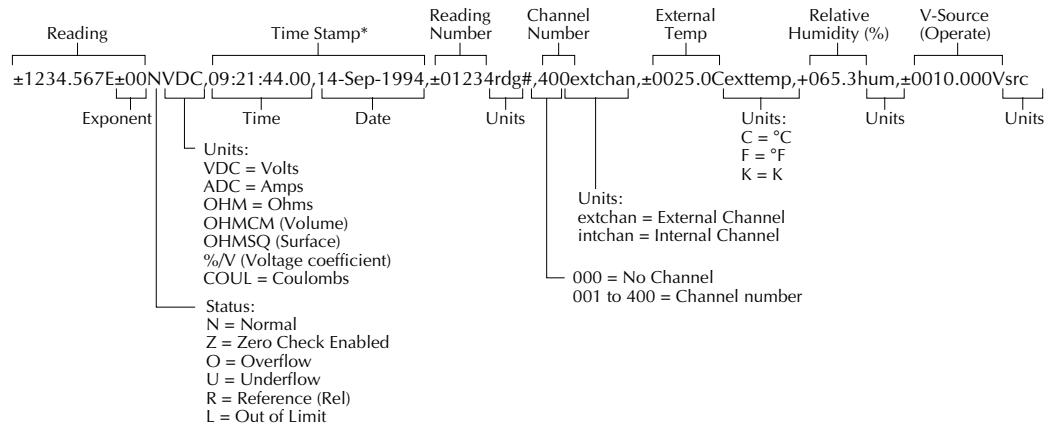 Reading
Time Stamp*
Reading Number
Channel Number
External Temp
Relative Humidity (%)
V-Source (Operate)
±1234.567E±00NVDC,09:21:44.00,14-Sep-1994,±01234rdg#,400extchan,±0025.0Cexttemp,+065.3hum,±0010.000Vsrc
Exponent
Time
Date
Units
Units:
C = °C
F = °F
K = K
Units
Units
Units:
VDC = Volts
ADC = Amps
OHM = Ohms
OHMCM (Volume)
OHMSQ (Surface)
%/V (Voltage coefficient)
COUL = Coulombs
Units:
extchan = External Channel
intchan = Internal Channel
000 = No Channel
001 to 400 = Channel number
Status:
N = Normal
Z = Zero Check Enabled
O = Overflow
U = Underflow
R = Reference (Rel)
L = Out of Limit